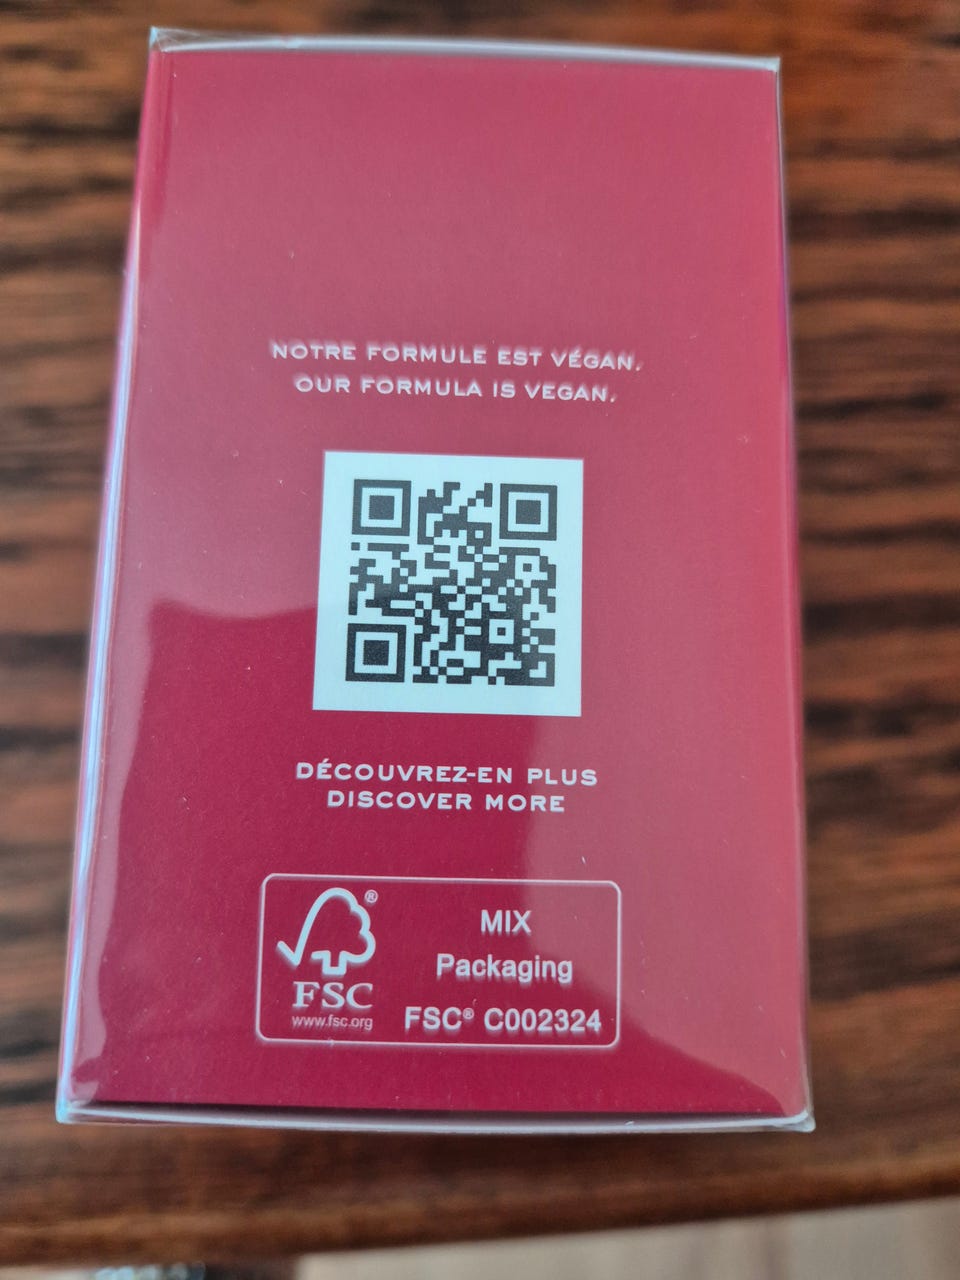 NOTRE FORMULE EST VÉGAN.
OUR FORMULA IS VEGAN.
DÉCOUVREZ-EN PLUS
DISCOVER MORE
®
FSC
www.fsc.org
MIX
Packaging
FSC® C002324